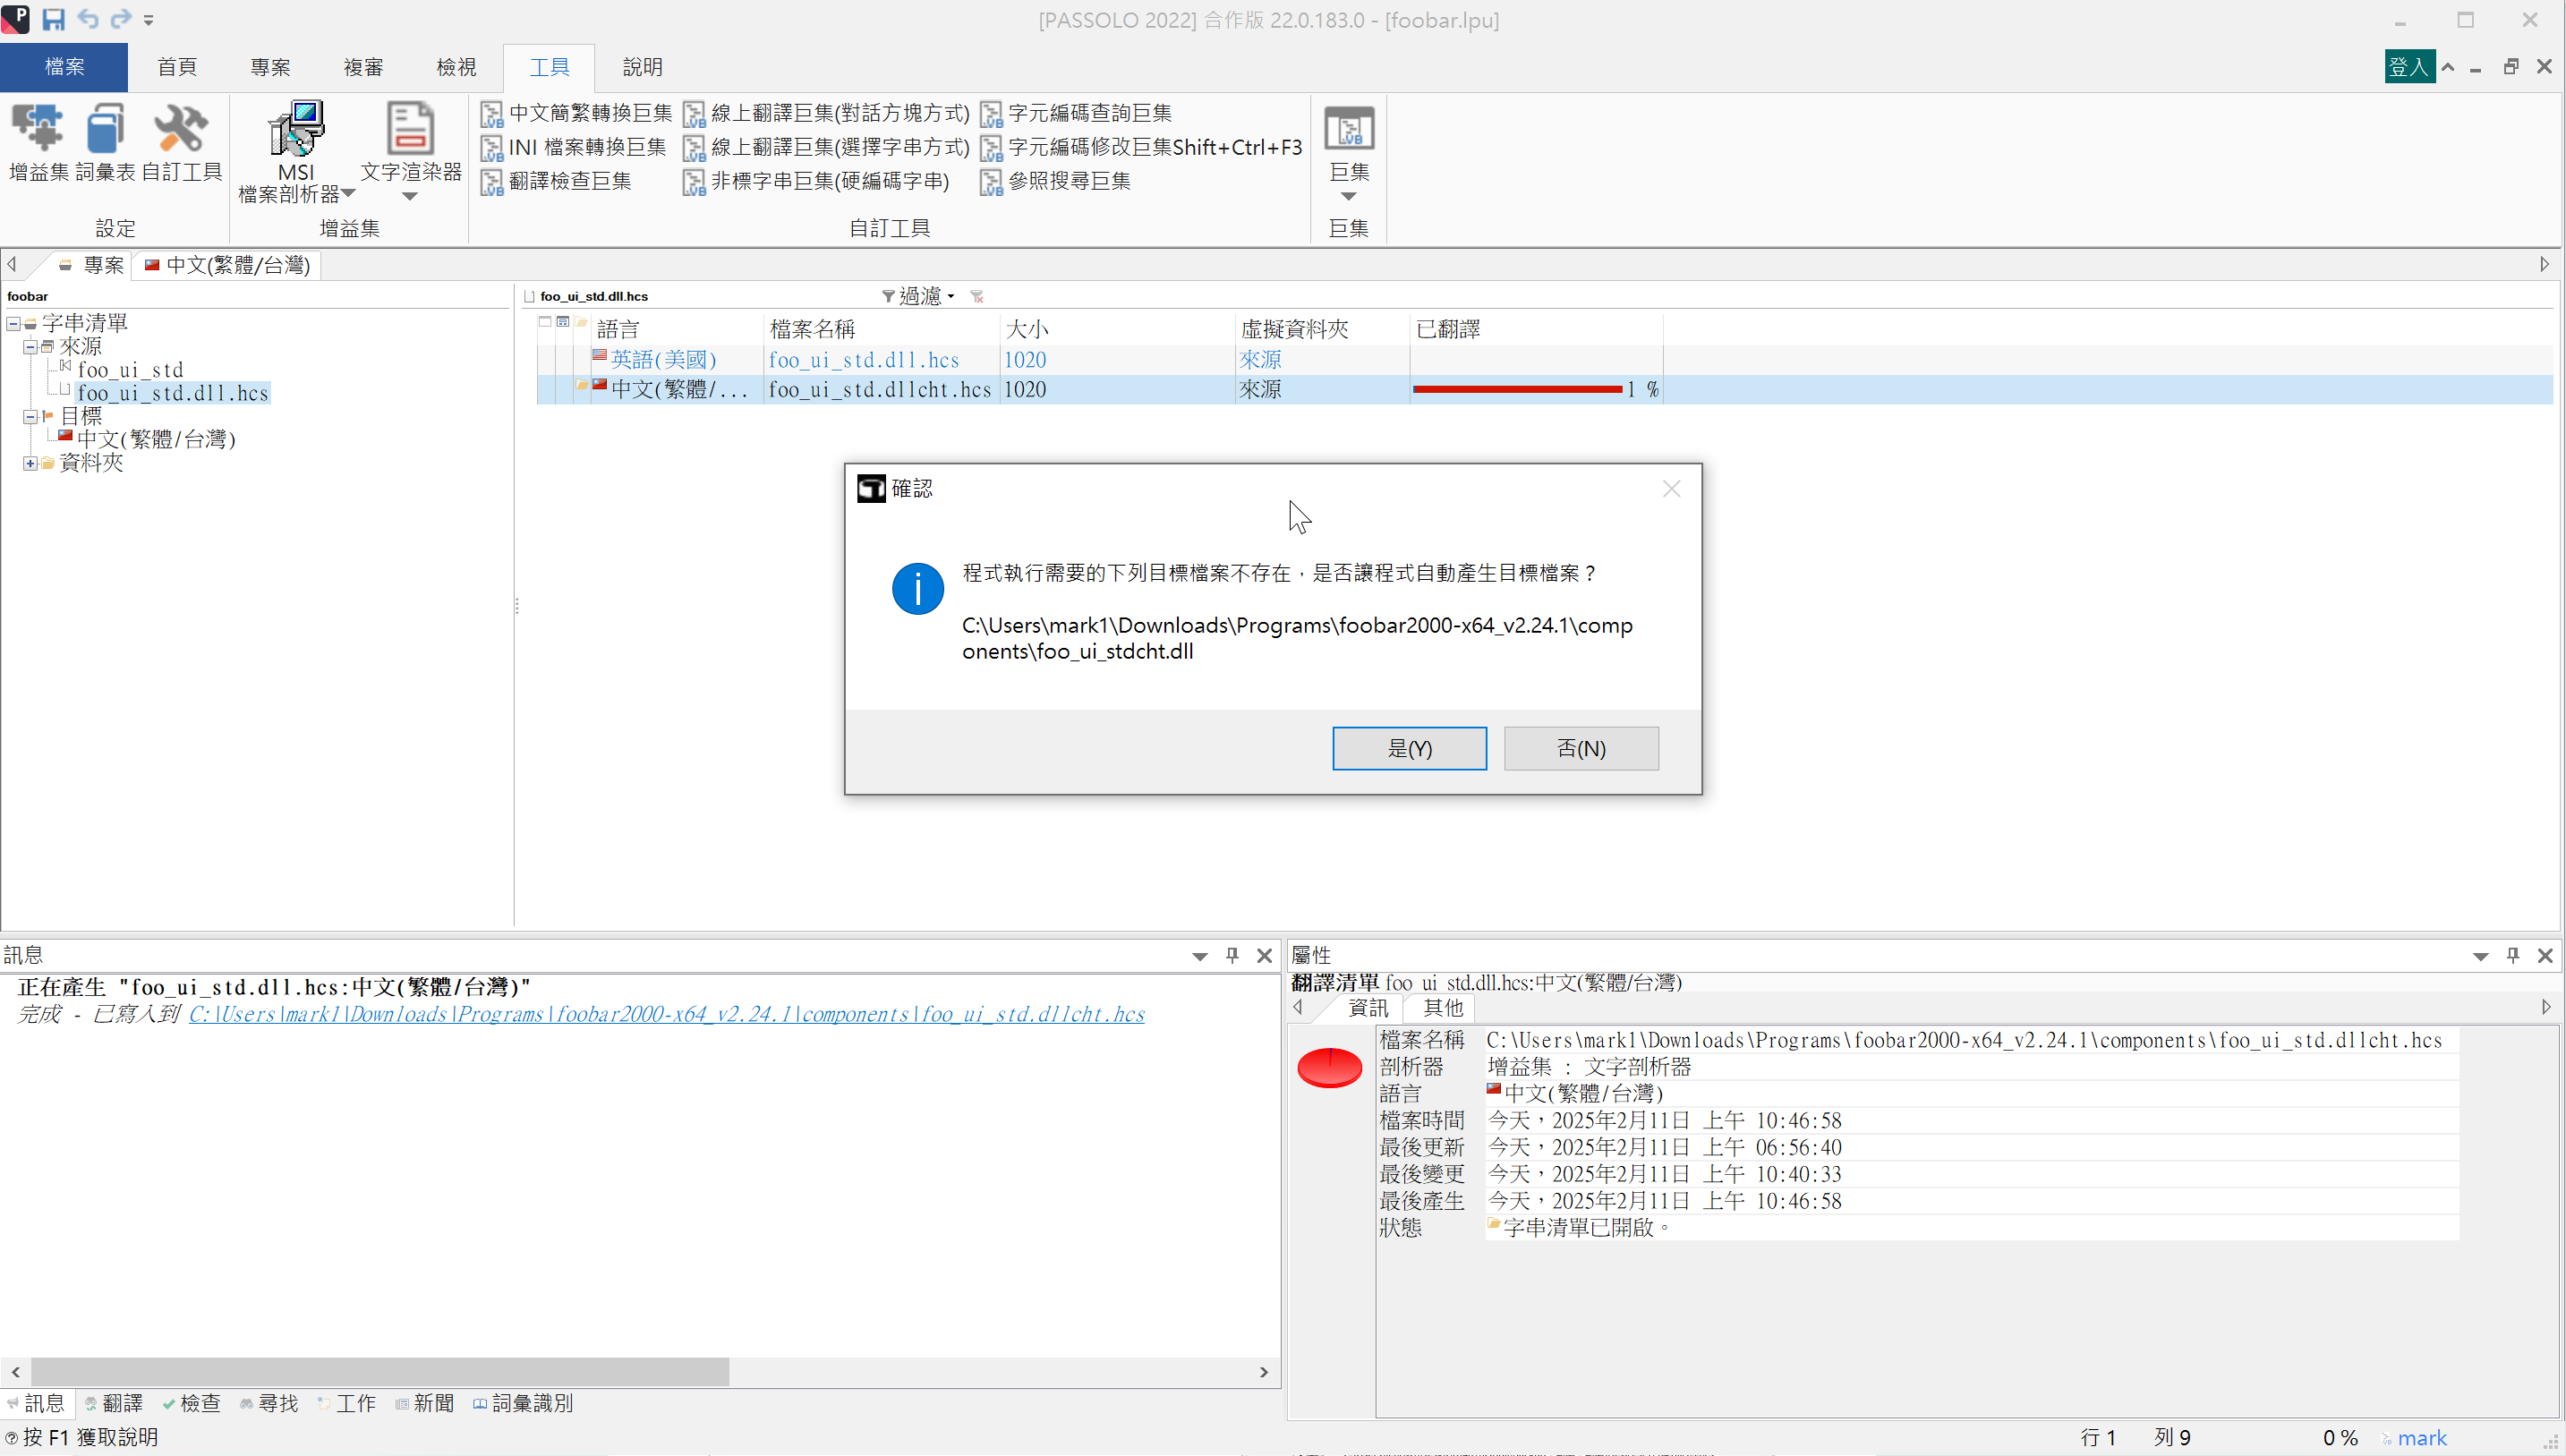 [PASSOLO 2022] 合作版 22.0.183.0 - [foobar.lpu]
檔案 首頁 專案 複審 檢視 工具 說明 登入
中文簡繁轉換巨集 線上翻譯巨集(對話方塊方式) 字元編碼查詢巨集
INI 檔案轉換巨集 線上翻譯巨集(選擇字串方式) 字元編碼修改巨集Shift+Ctrl+F3
翻譯檢查巨集 非標字串巨集(硬編碼字串) 參照搜尋巨集
增益集 詞彙表 自訂工具 MSI 文字渲染器 巨集
檔案剖析器
設定 增益集 自訂工具 巨集
專案 中文(繁體/台灣)
foobar
字串清單
來源
foo_ui_std
foo_ui_std.dll.hcs
目標
中文(繁體/台灣)
資料夾
foo_ui_std.dll.hcs 過濾
語言 檔案名稱 大小 虛擬資料夾 已翻譯
英語(美國) foo_ui_std.dll.hcs 1020 來源
中文(繁體/... foo_ui_std.dllcht.hcs 1020 來源 1 %
確認
程式執行需要的下列目標檔案不存在，是否讓程式自動產生目標檔案？
C:\Users\mark1\Downloads\Programs\foobar2000-x64_v2.24.1\comp
onents\foo_ui_stdcht.dll
是(Y) 否(N)
訊息
正在產生 "foo_ui_std.dll.hcs:中文(繁體/台灣)"
完成 - 已寫入到 C:\Users\mark1\Downloads\Programs\foobar2000-x64_v2.24.1\components\foo_ui_std.dllcht.hcs
屬性
翻譯清單 foo_ui_std.dll.hcs:中文(繁體/台灣)
資訊 其他
檔案名稱 C:\Users\mark1\Downloads\Programs\foobar2000-x64_v2.24.1\components\foo_ui_std.dllcht.hcs
剖析器 增益集 : 文字剖析器
語言 中文(繁體/台灣)
檔案時間 今天，2025年2月11日 上午 10:46:58
最後更新 今天，2025年2月11日 上午 06:56:40
最後變更 今天，2025年2月11日 上午 10:40:33
最後產生 今天，2025年2月11日 上午 10:46:58
狀態 字串清單已開啟。
訊息 翻譯 檢查 尋找 工作 新聞 詞彙識別
按 F1 獲取說明 行 1 列 9 0 % mark